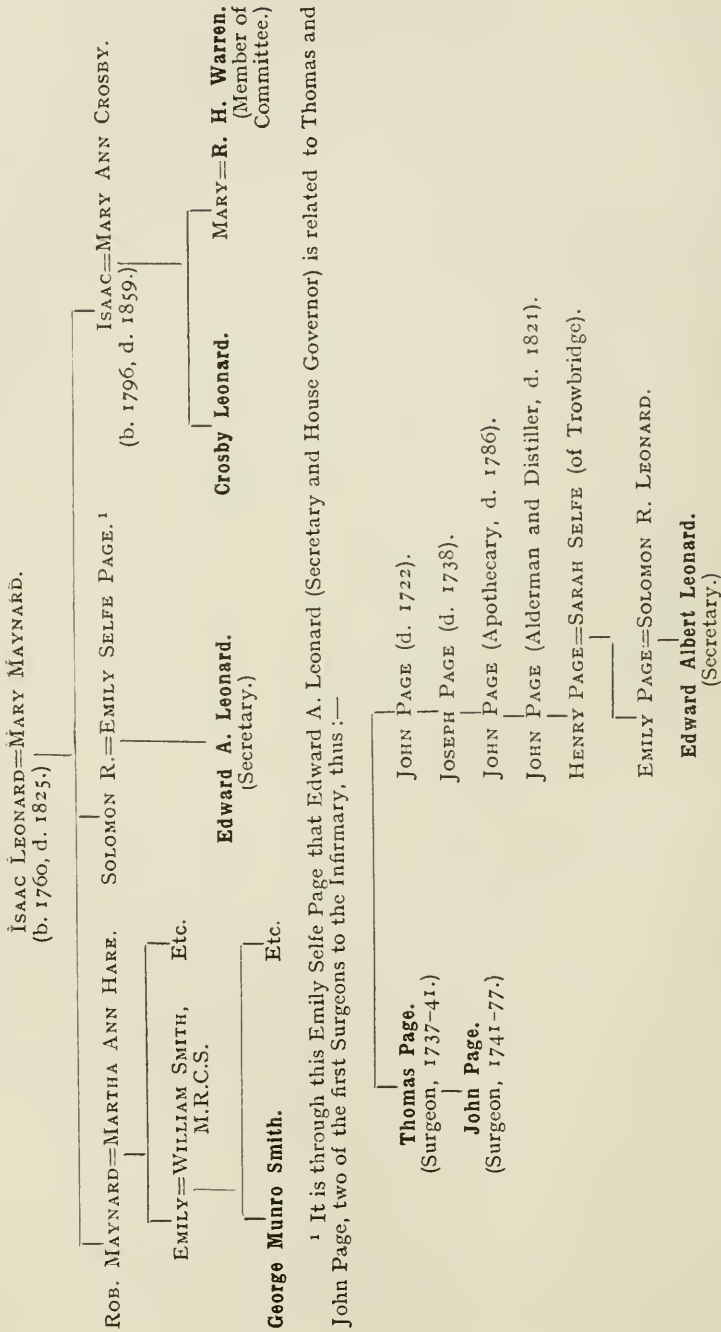 ISAAC LEONARD=MARY MAYNARD.
(b. 1760, d. 1825.)
ROB. MAYNARD=MARTHA ANN HARE. SOLOMON R.=EMILY SELFE PAGE.¹ ISAAC=MARY ANN CROSBY.
(b. 1796, d. 1859.)
EMILY=WILLIAM SMITH, Etc.
M.R.C.S.
Edward A. Leonard.
(Secretary.)
Crosby Leonard. MARY=R. H. Warren.
(Member of
Committee.)
George Munro Smith. Etc.
¹ It is through this Emily Selfe Page that Edward A. Leonard (Secretary and House Governor) is related to Thomas and
John Page, two of the first Surgeons to the Infirmary, thus :—
Thomas Page.
(Surgeon, 1737-41.)
John Page.
(Surgeon, 1741-77.)
JOHN PAGE (d. 1722).
JOSEPH PAGE (d. 1738).
JOHN PAGE (Apothecary, d. 1786).
JOHN PAGE (Alderman and Distiller, d. 1821).
HENRY PAGE=SARAH SELFE (of Trowbridge).
EMILY PAGE=SOLOMON R. LEONARD.
Edward Albert Leonard.
(Secretary.)